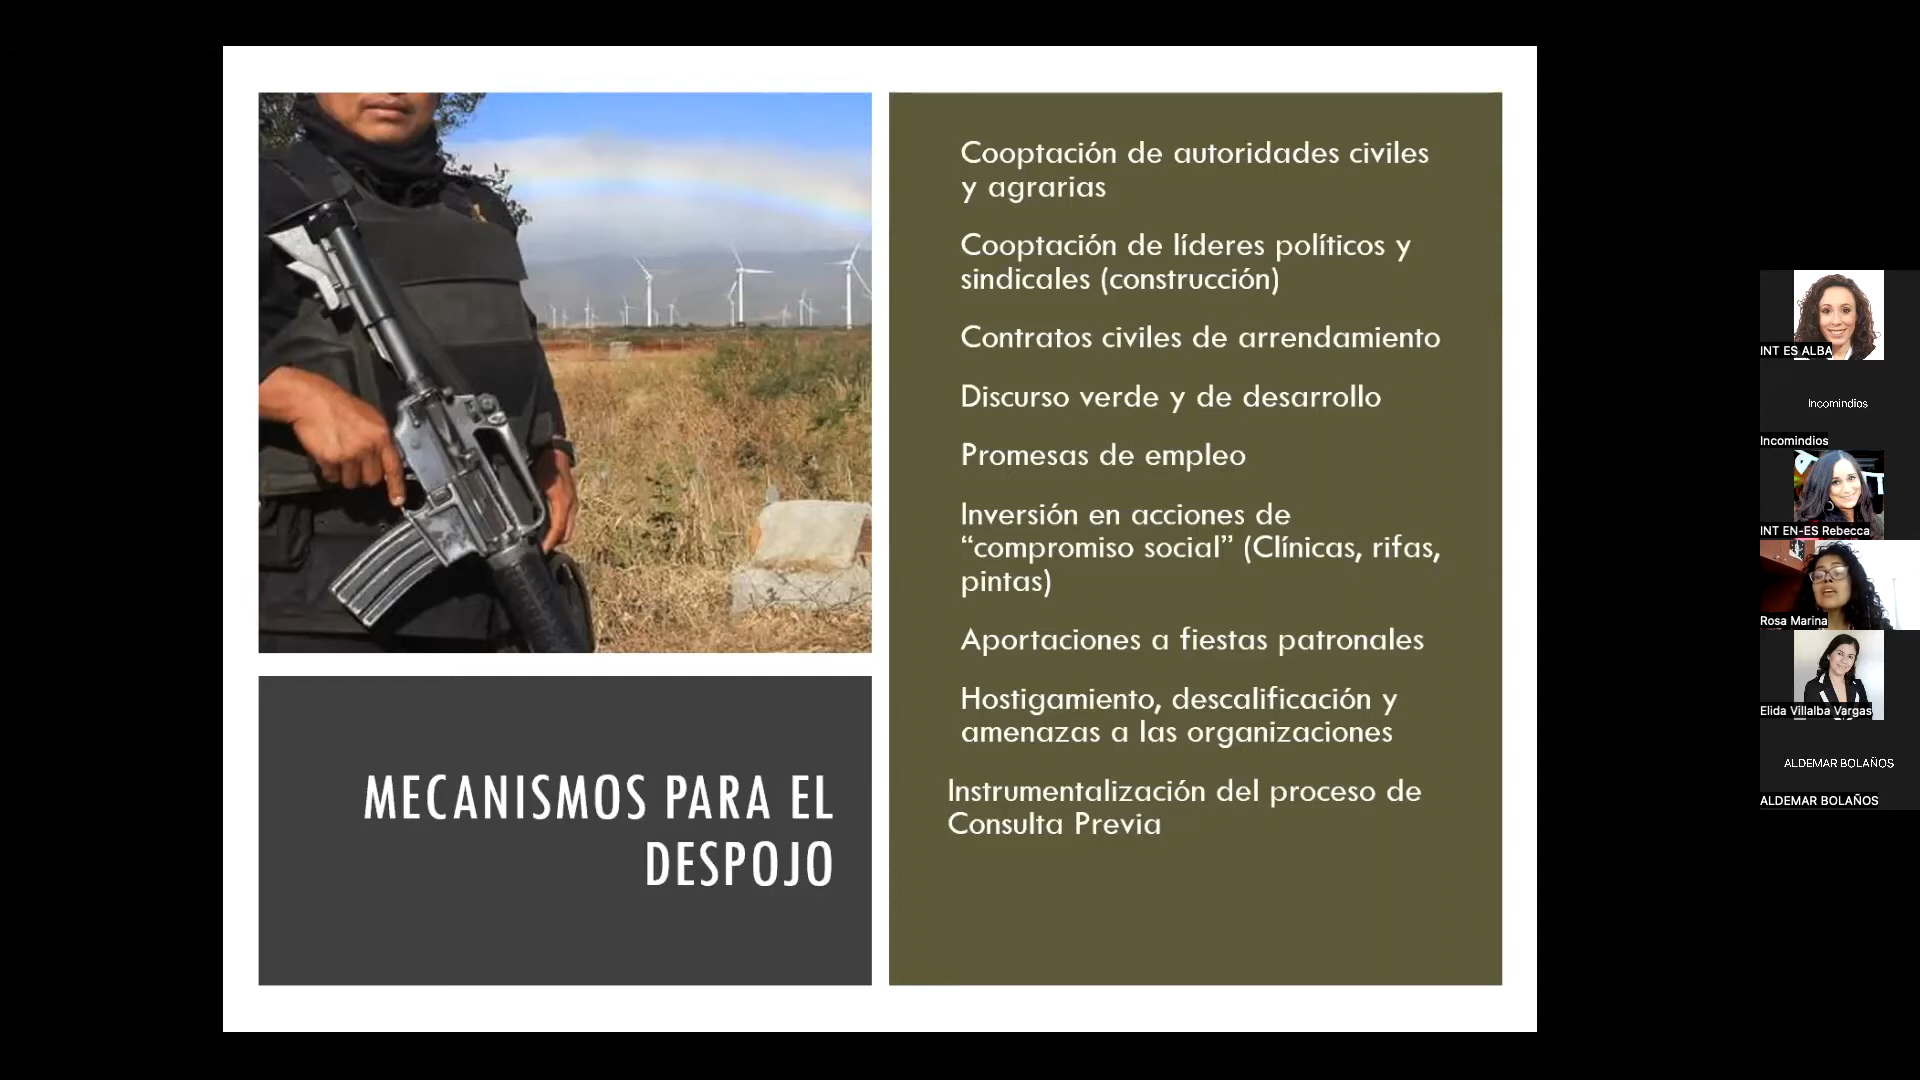 Cooptación de autoridades civiles
y agrarias
Cooptación de líderes políticos y
sindicales (construcción)
Contratos civiles de arrendamiento
Discurso verde y de desarrollo
Promesas de empleo
Inversión en acciones de
“compromiso social” (Clínicas, rifas,
pintas)
Aportaciones a fiestas patronales
Hostigamiento, descalificación y
amenazas a las organizaciones
Instrumentalización del proceso de
Consulta Previa
MECANISMOS PARA EL
DESPOJO
INT ES ALBA
Incomindios
Incomindios
INT EN-ES Rebecca
Rosa Marina
Elida Villalba Vargas
ALDEMAR BOLAÑOS
ALDEMAR BOLAÑOS